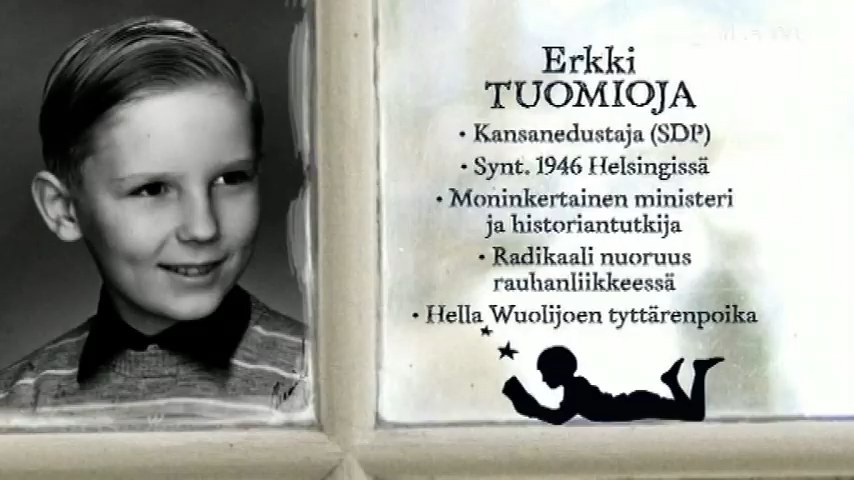 Erkki
TUOMIOJA
• Kansanedustaja (SDP)
• Synt. 1946 Helsingissä
• Moninkertainen ministeri
ja historiantutkija
• Radikaali nuoruus
rauhanliikkeessä
• Hella Wuolijoen tyttärenpoika